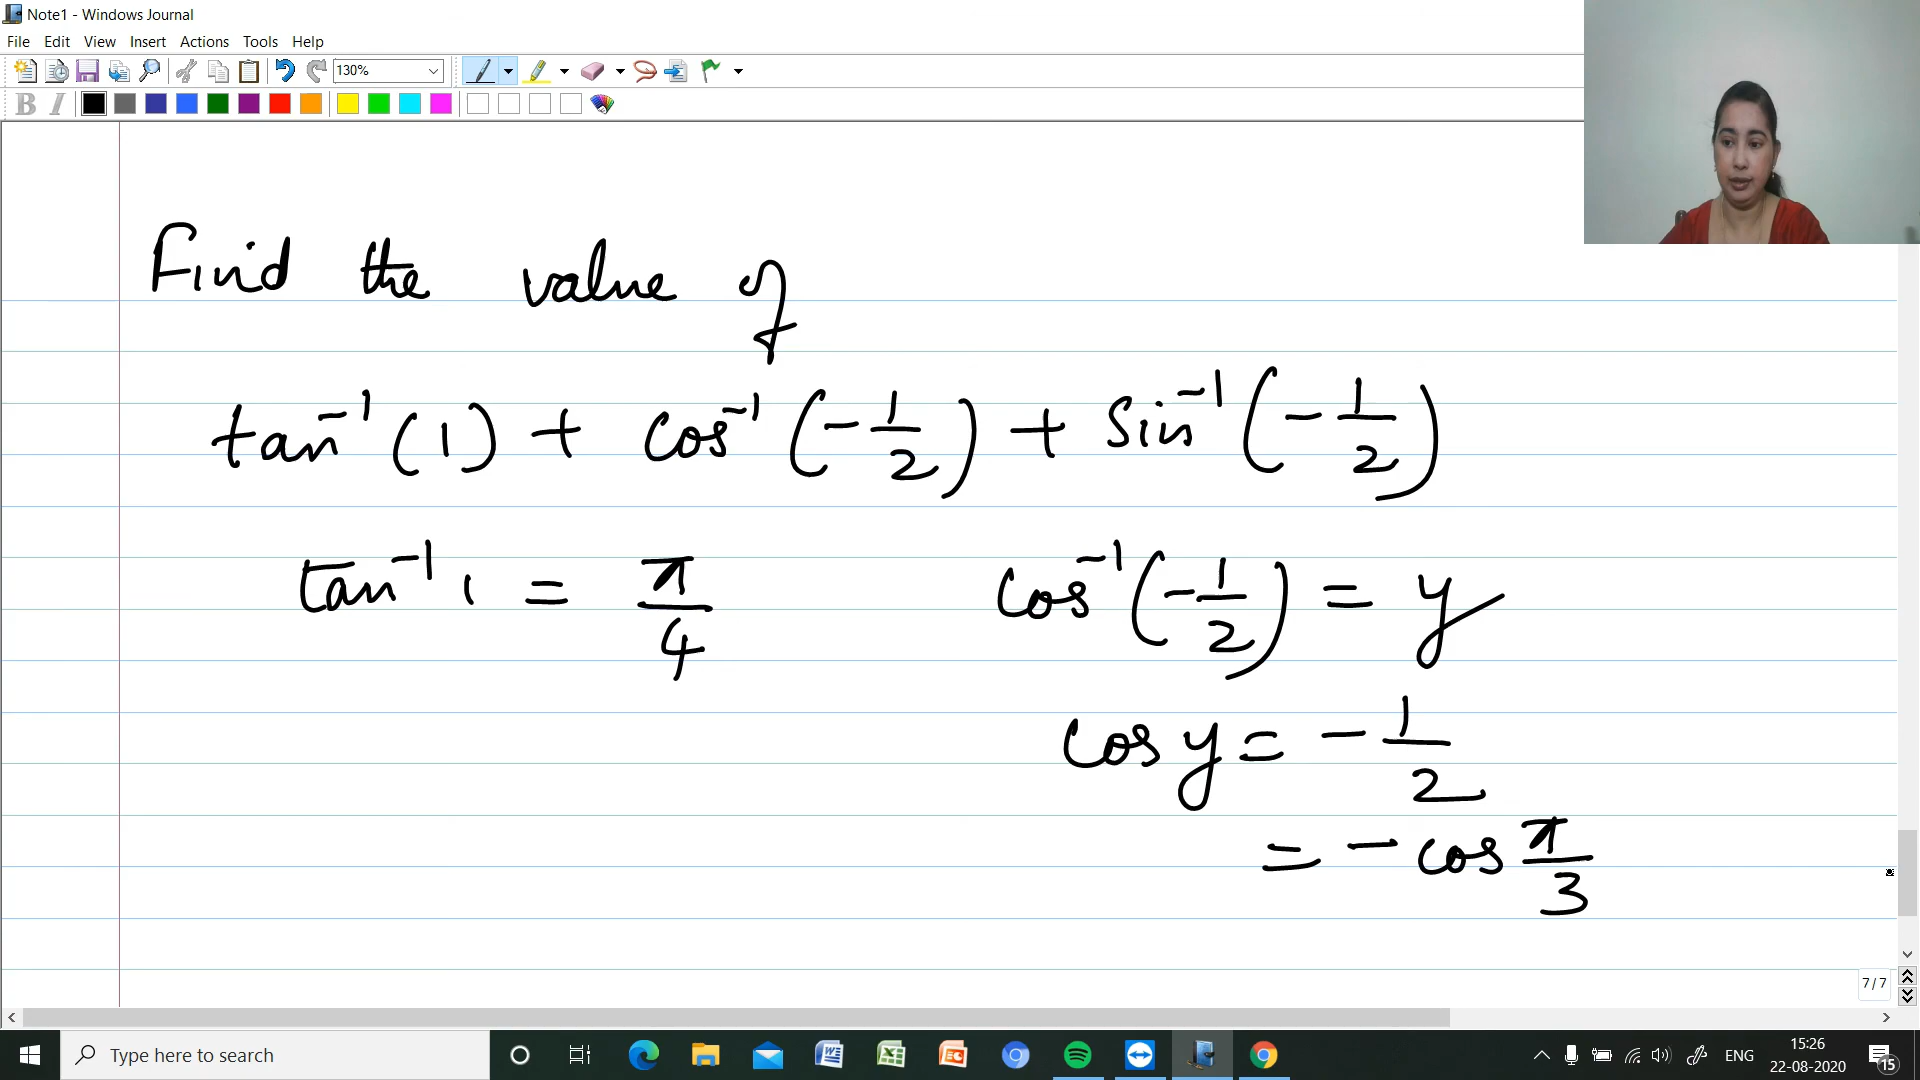 Note1 - Windows Journal
File Edit View Insert Actions Tools Help
130%
B I
Find the value of
tan⁻¹(1) + cos⁻¹(-1/2) + Sin⁻¹(-1/2)
tan⁻¹ 1 = π/4
cos⁻¹(-1/2) = y
cos y = -1/2
= - cos π/3
7 / 7
Type here to search
ENG
15:26
22-08-2020
15